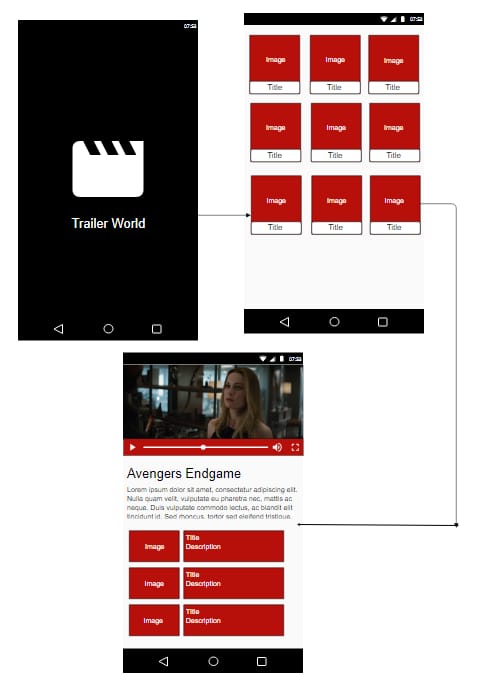 07:53
Trailer World
07:53
Image Image Image
Title Title Title
Image Image Image
Title Title Title
Image Image Image
Title Title Title
07:53
Avengers Endgame
Lorem ipsum dolor sit amet, consectetur adipiscing elit.
Nulla quam velit, vulputate eu pharetra nec, mattis ac
neque. Duis vulputate commodo lectus, ac blandit elit
tincidunt id. Sed rhoncus, tortor sed eleifend tristique,
Image
Title
Description
Image
Title
Description
Image
Title
Description